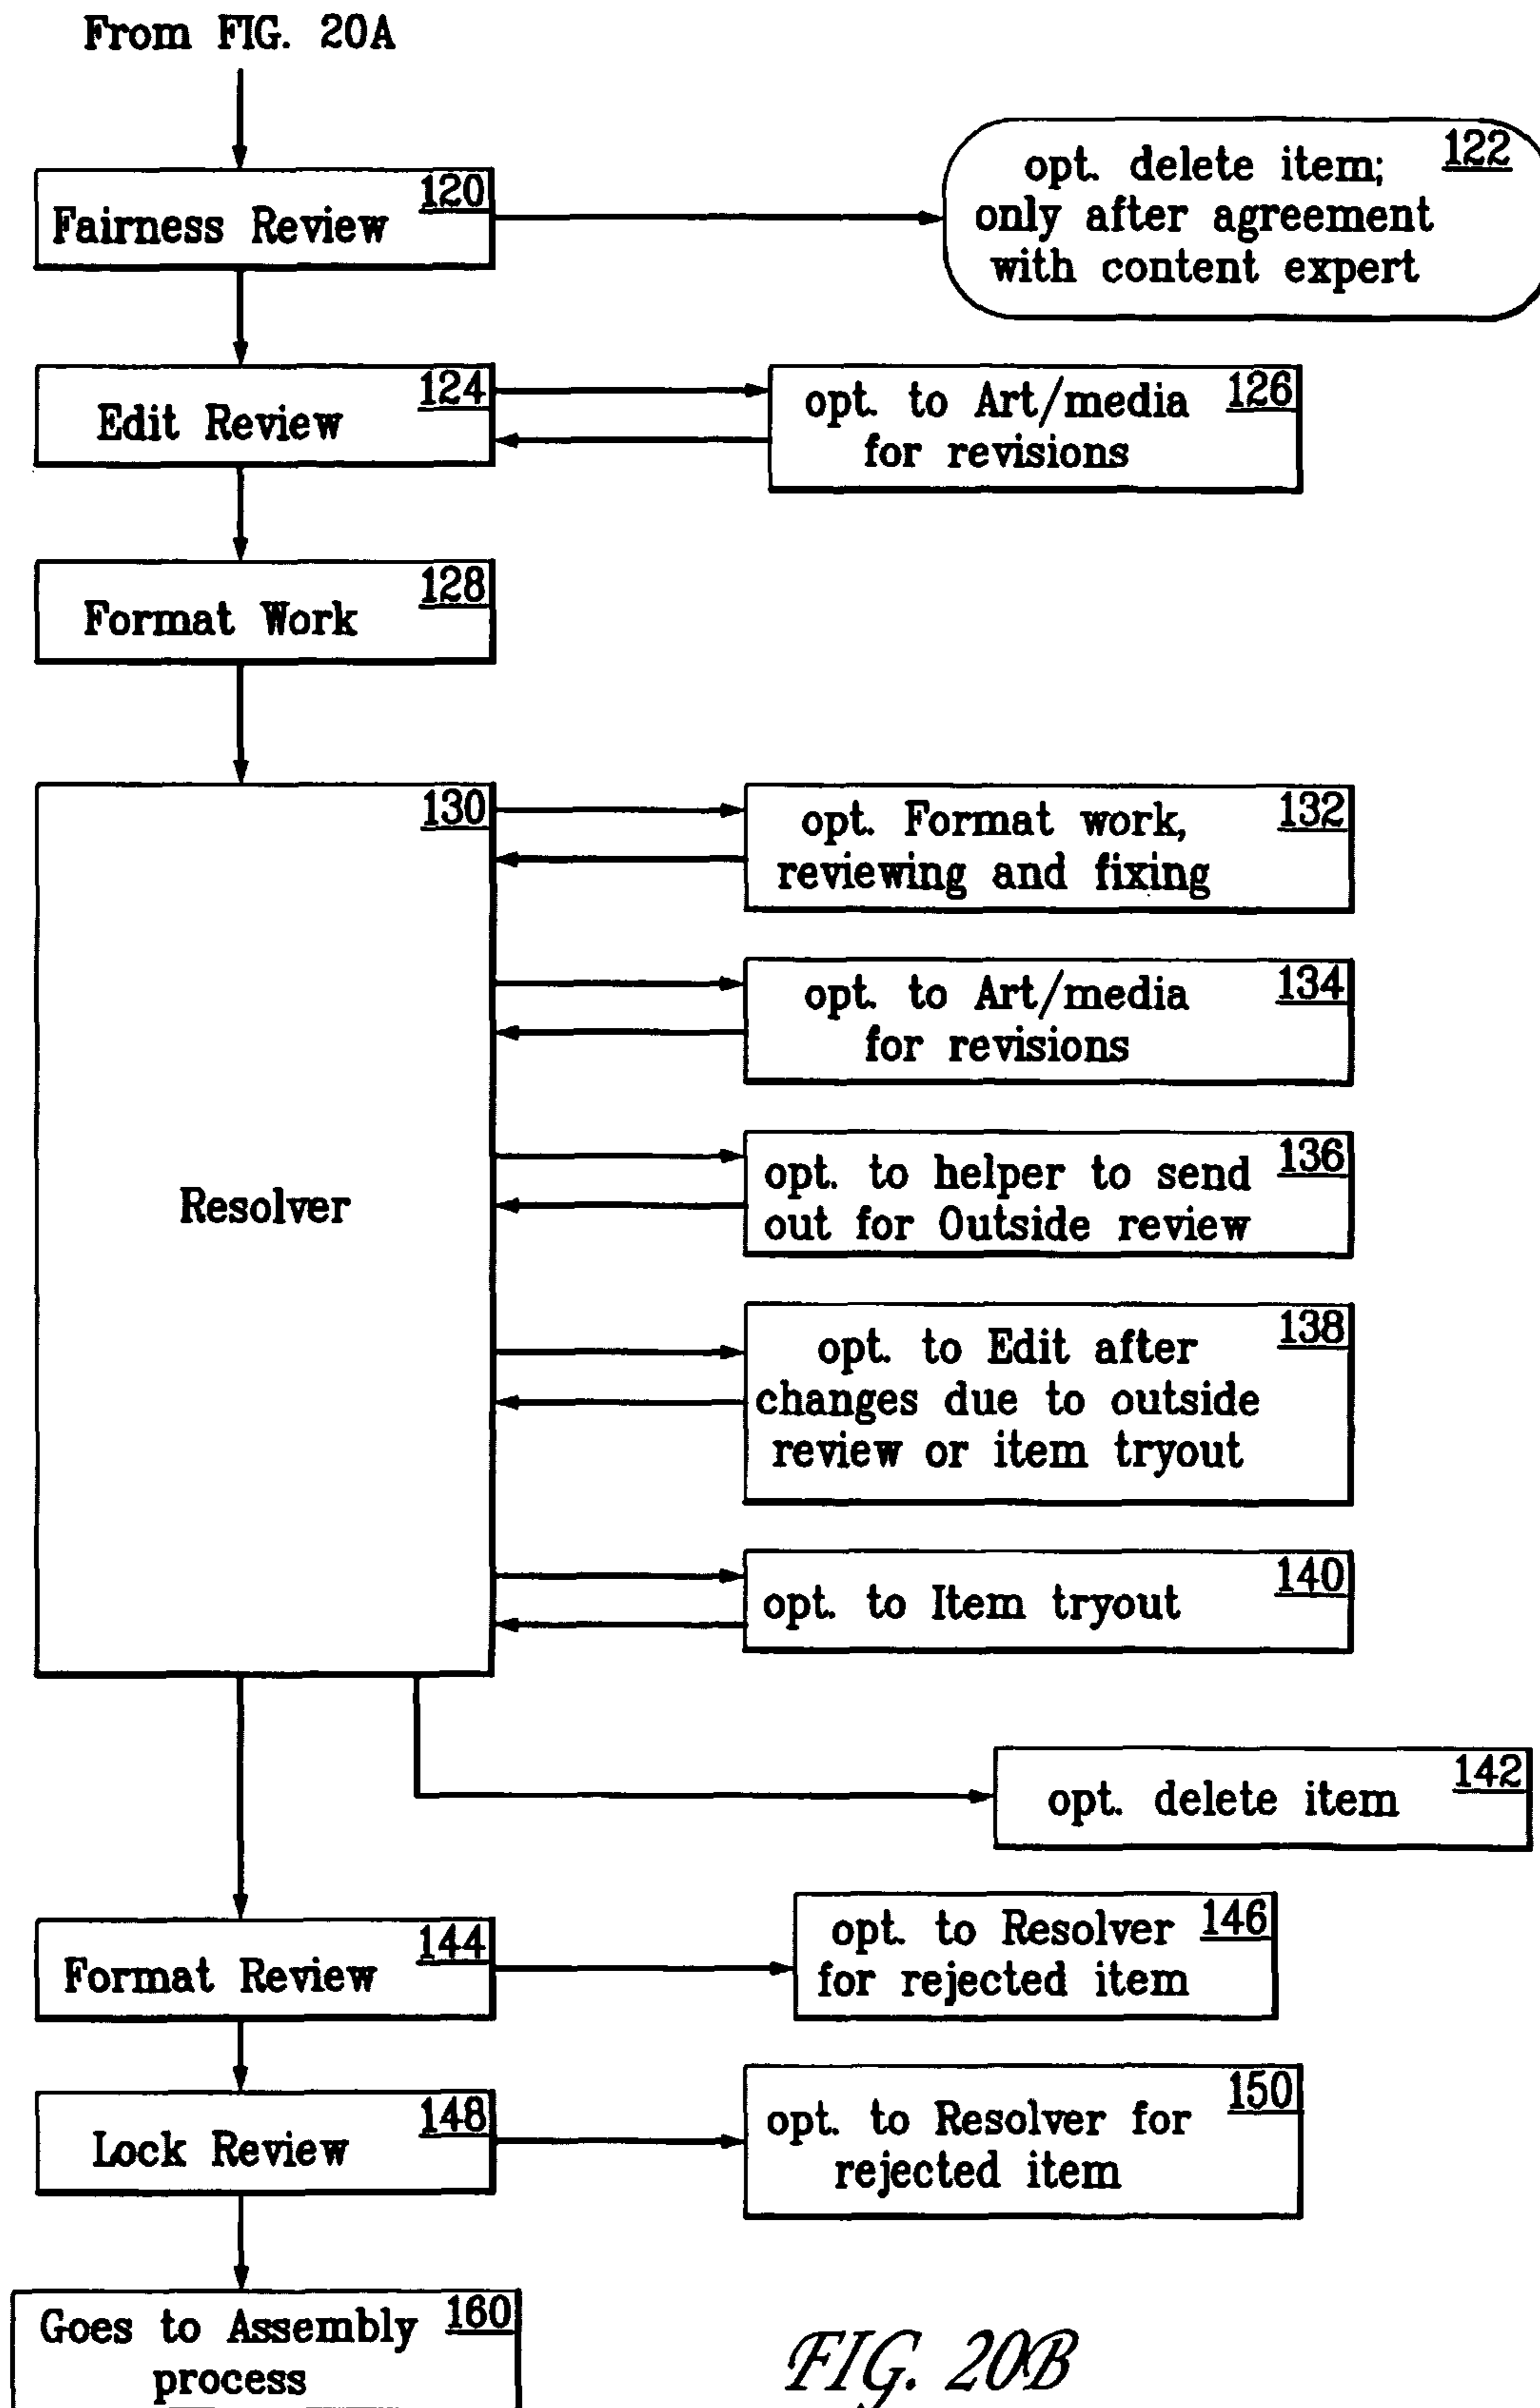 From FIG. 20A
120
Fairness Review
122
opt. delete item;
only after agreement
with content expert
124
Edit Review
126
opt. to Art/media
for revisions
128
Format Work
130
Resolver
132
opt. Format work,
reviewing and fixing
134
opt. to Art/media
for revisions
136
opt. to helper to send
out for Outside review
138
opt. to Edit after
changes due to outside
review or item tryout
140
opt. to Item tryout
142
opt. delete item
144
Format Review
146
opt. to Resolver
for rejected item
148
Lock Review
150
opt. to Resolver for
rejected item
160
Goes to Assembly
process
FIG. 20B